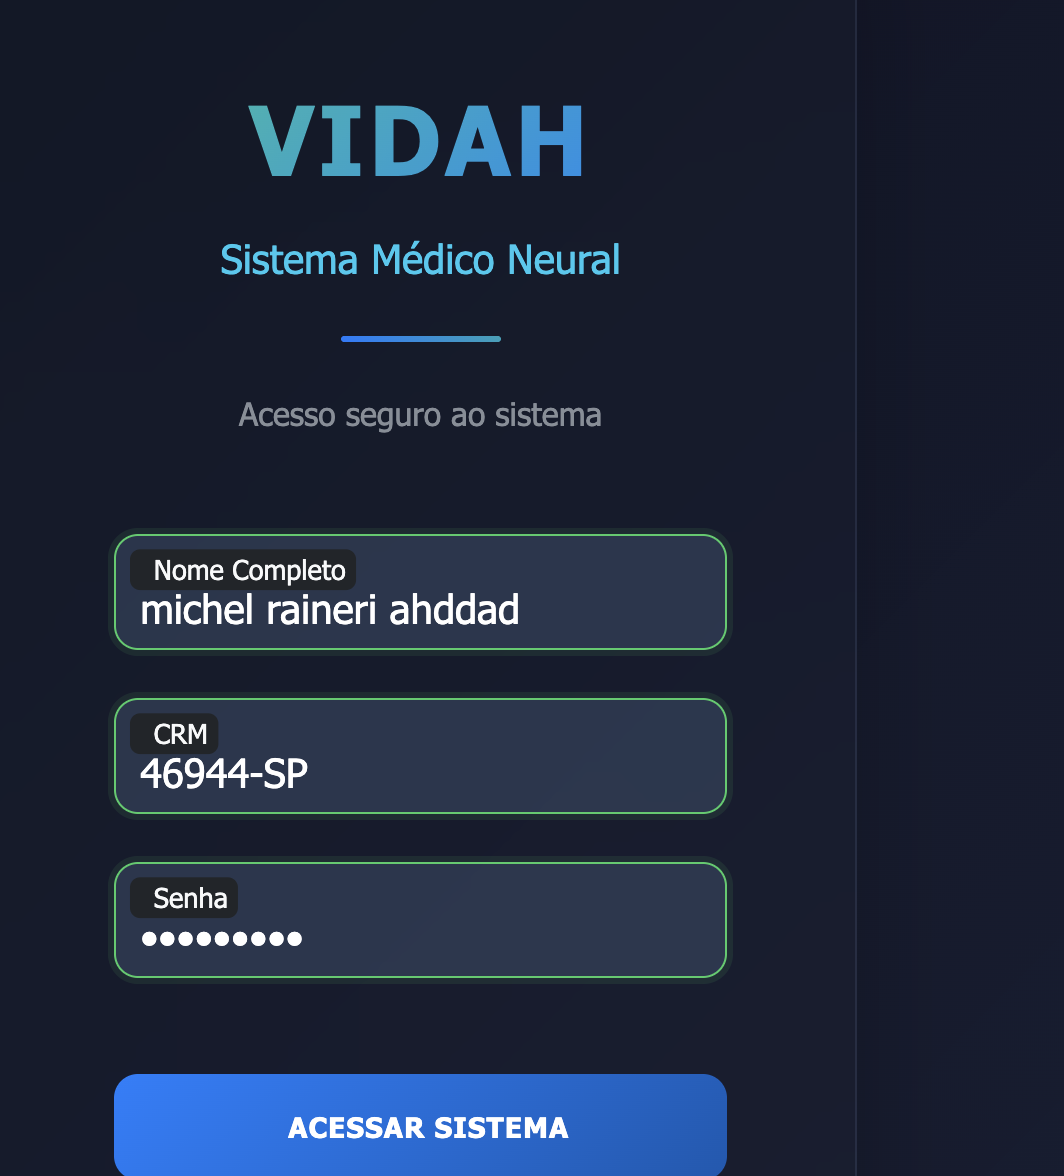 VIDAH
Sistema Médico Neural
Acesso seguro ao sistema
Nome Completo
michel raineri ahddad
CRM
46944-SP
Senha
●●●●●●●●●
ACESSAR SISTEMA